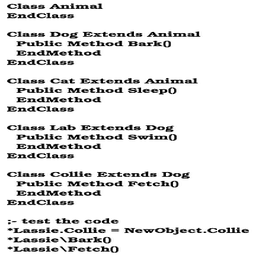 Class Animal
EndClass
Class Dog Extends Animal
Public Method Bark()
EndMethod
EndClass
Class Cat Extends Animal
Public Method Sleep()
EndMethod
EndClass
Class Lab Extends Dog
Public Method Swim()
EndMethod
EndClass
Class Collie Extends Dog
Public Method Fetch()
EndMethod
EndClass
;- test the code
*Lassie.Collie = NewObject.Collie
*Lassie\Bark()
*Lassie\Fetch()